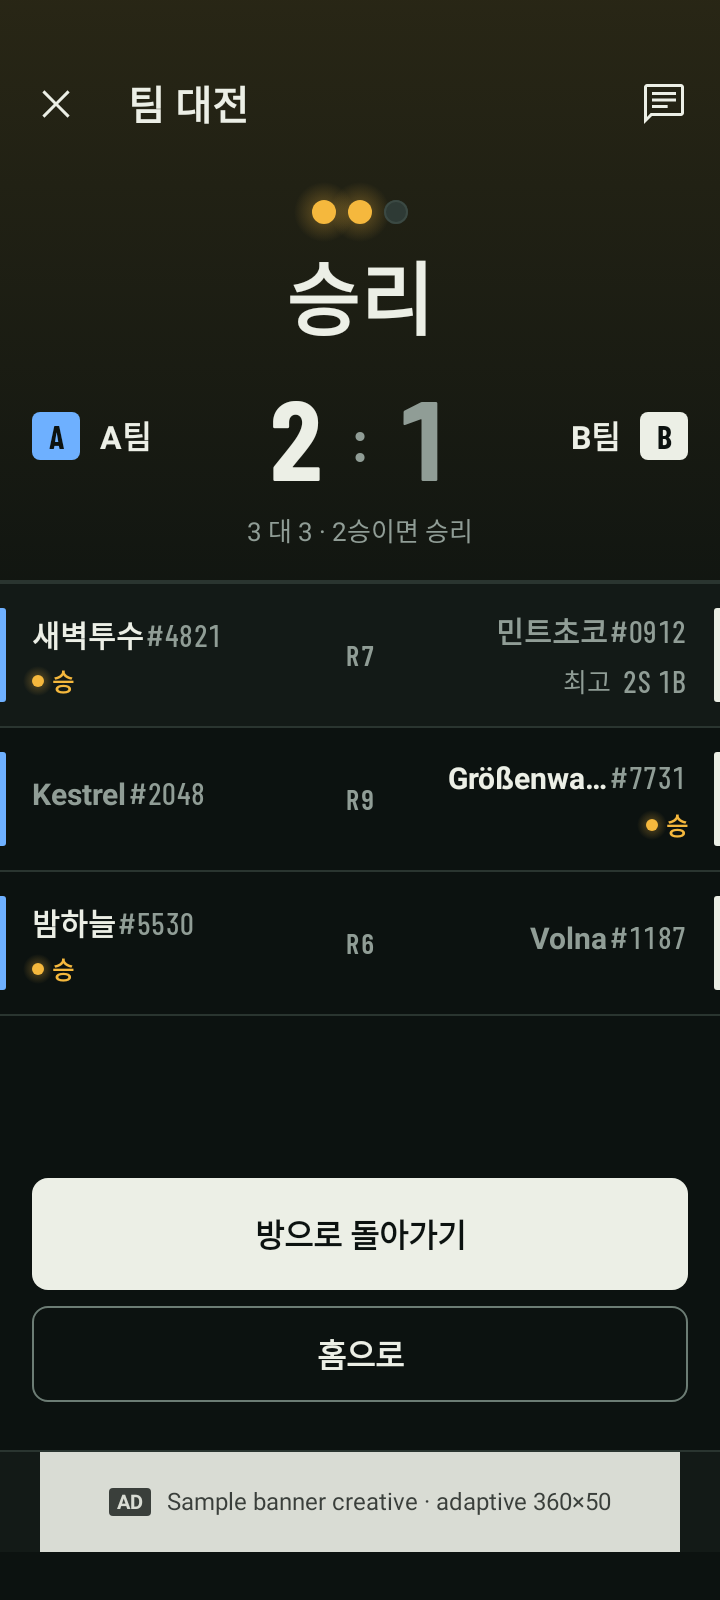 팀 대전
승리
A A팀 2 : 1 B팀 B
3 대 3 · 2승이면 승리
새벽투수#4821 R7 민트초코#0912
승 최고 2S 1B
Kestrel#2048 R9 Größenwa…#7731
승
밤하늘#5530 R6 Volna#1187
승
방으로 돌아가기
홈으로
AD Sample banner creative · adaptive 360×50